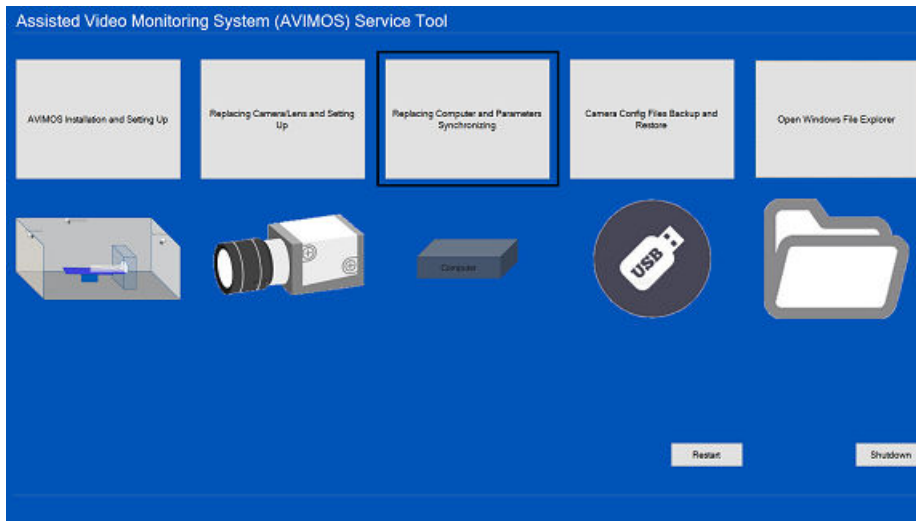 Assisted Video Monitoring System (AVIMOS) Service Tool
AVIMOS Installation and Setting Up
Replacing Camera/Lens and Setting
Up
Replacing Computer and Parameters
Synchronizing
Camera Config Files Backup and
Restore
Open Windows File Explorer
Computer
USB
Restart
Shutdown